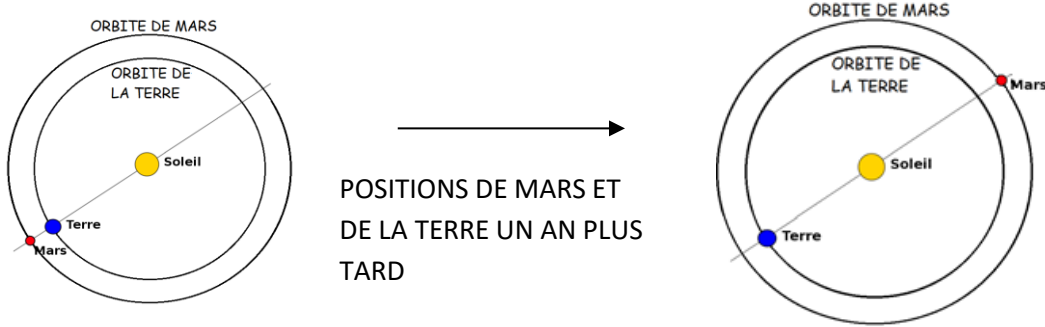 ORBITE DE MARS
ORBITE DE
LA TERRE
Soleil
Terre
Mars
POSITIONS DE MARS ET
DE LA TERRE UN AN PLUS
TARD
ORBITE DE MARS
ORBITE DE
LA TERRE
Mars
Soleil
Terre